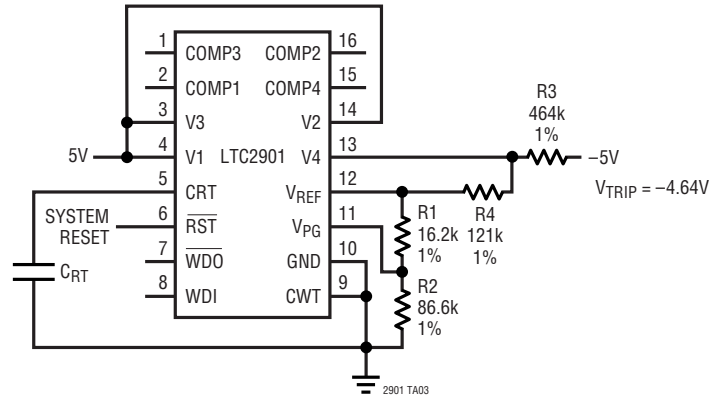 1 COMP3 COMP2 16
2 COMP1 COMP4 15
3 V3 V2 14
5V 4 V1 LTC2901 V4 13
5 CRT VREF 12
SYSTEM RESET 6 RST VPG 11
7 WDO GND 10
8 WDI CWT 9
CRT
R3
464k
1%
–5V
VTRIP = –4.64V
R4
121k
1%
R1
16.2k
1%
R2
86.6k
1%
2901 TA03